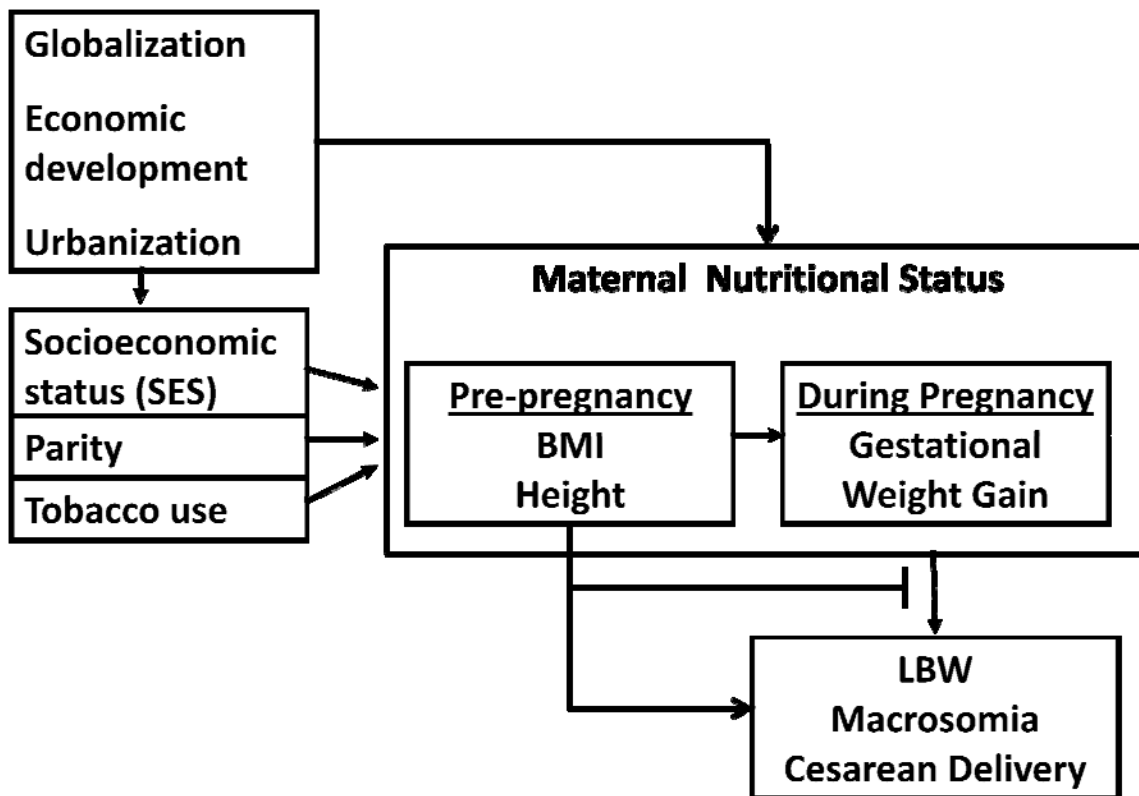 Globalization
Economic
development
Urbanization
Socioeconomic
status (SES)
Parity
Tobacco use
Maternal Nutritional Status
Pre-pregnancy
BMI
Height
During Pregnancy
Gestational
Weight Gain
LBW
Macrosomia
Cesarean Delivery